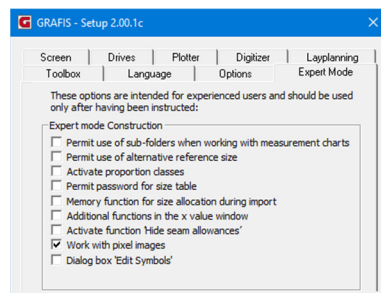 GRAFIS - Setup 2.00.1c
Screen Drives Plotter Digitizer Layplanning
Toolbox Language Options Expert Mode
These options are intended for experienced users and should be used
only after having been instructed:
Expert mode Construction
Permit use of sub-folders when working with measurement charts
Permit use of alternative reference size
Activate proportion classes
Permit password for size table
Memory function for size allocation during import
Additional functions in the x value window
Activate function 'Hide seam allowances'
Work with pixel images
Dialog box 'Edit Symbols'